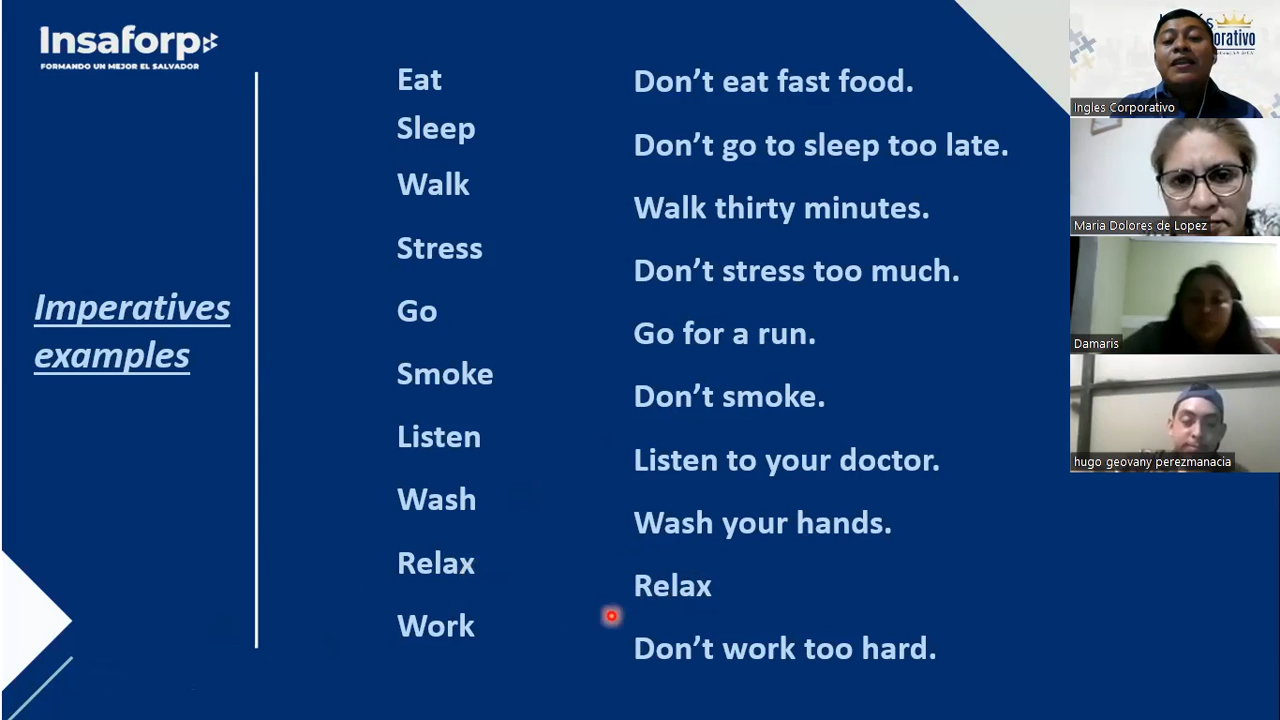 Insaforp
FORMANDO UN MEJOR EL SALVADOR
Imperatives
examples
Eat
Sleep
Walk
Stress
Go
Smoke
Listen
Wash
Relax
Work
Don't eat fast food.
Don't go to sleep too late.
Walk thirty minutes.
Don't stress too much.
Go for a run.
Don't smoke.
Listen to your doctor.
Wash your hands.
Relax
Don't work too hard.
Ingles Corporativo
Maria Dolores de Lopez
Damaris
hugo geovany perezmanacia